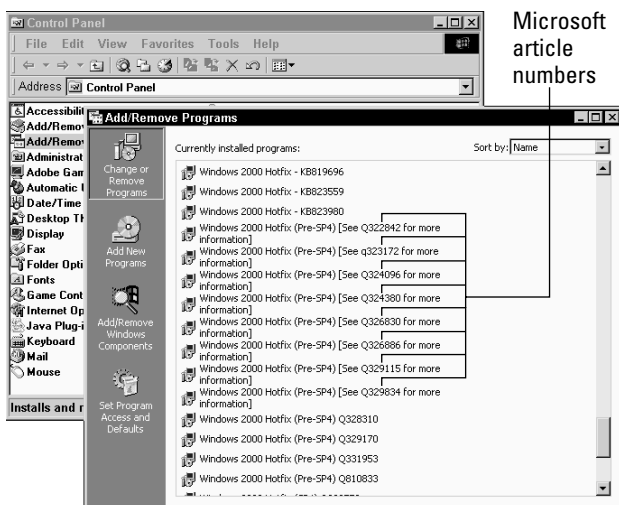 Control Panel
File Edit View Favorites Tools Help
Address Control Panel
Microsoft
article
numbers
Accessibili
Add/Remo
Add/Remo
Administrat
Adobe Gam
Automatic
Date/Time
Desktop Th
Display
Fax
Folder Opti
Fonts
Game Cont
Internet Op
Java Plug-i
Keyboard
Mail
Mouse
Installs and r
Add/Remove Programs
Change or
Remove
Programs
Add New
Programs
Add/Remove
Windows
Components
Set Program
Access and
Defaults
Currently installed programs:
Sort by: Name
Windows 2000 Hotfix - KB819696
Windows 2000 Hotfix - KB823559
Windows 2000 Hotfix - KB823980
Windows 2000 Hotfix (Pre-SP4) [See Q322842 for more
information]
Windows 2000 Hotfix (Pre-SP4) [See q323172 for more
information]
Windows 2000 Hotfix (Pre-SP4) [See Q324096 for more
information]
Windows 2000 Hotfix (Pre-SP4) [See Q324380 for more
information]
Windows 2000 Hotfix (Pre-SP4) [See Q326830 for more
information]
Windows 2000 Hotfix (Pre-SP4) [See Q326886 for more
information]
Windows 2000 Hotfix (Pre-SP4) [See Q329115 for more
information]
Windows 2000 Hotfix (Pre-SP4) [See Q329834 for more
information]
Windows 2000 Hotfix (Pre-SP4) Q328310
Windows 2000 Hotfix (Pre-SP4) Q329170
Windows 2000 Hotfix (Pre-SP4) Q331953
Windows 2000 Hotfix (Pre-SP4) Q810833